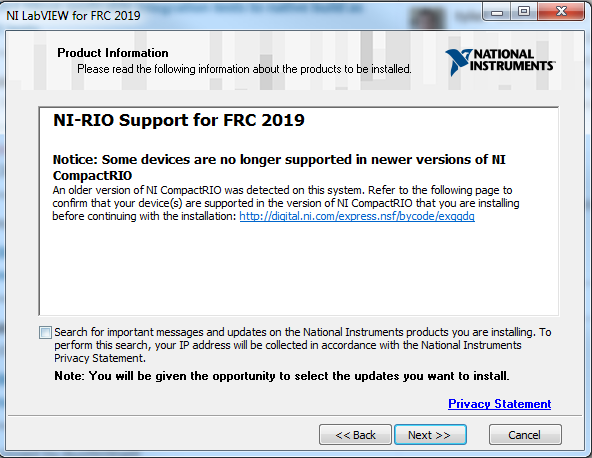 NI LabVIEW for FRC 2019
Product Information
Please read the following information about the products to be installed.
NATIONAL
INSTRUMENTS
NI-RIO Support for FRC 2019
Notice: Some devices are no longer supported in newer versions of NI
CompactRIO
An older version of NI CompactRIO was detected on this system. Refer to the following page to
confirm that your device(s) are supported in the version of NI CompactRIO that you are installing
before continuing with the installation: http://digital.ni.com/express.nsf/bycode/exggdg
Search for important messages and updates on the National Instruments products you are installing. To
perform this search, your IP address will be collected in accordance with the National Instruments
Privacy Statement.
Note: You will be given the opportunity to select the updates you want to install.
Privacy Statement
<< Back
Next >>
Cancel